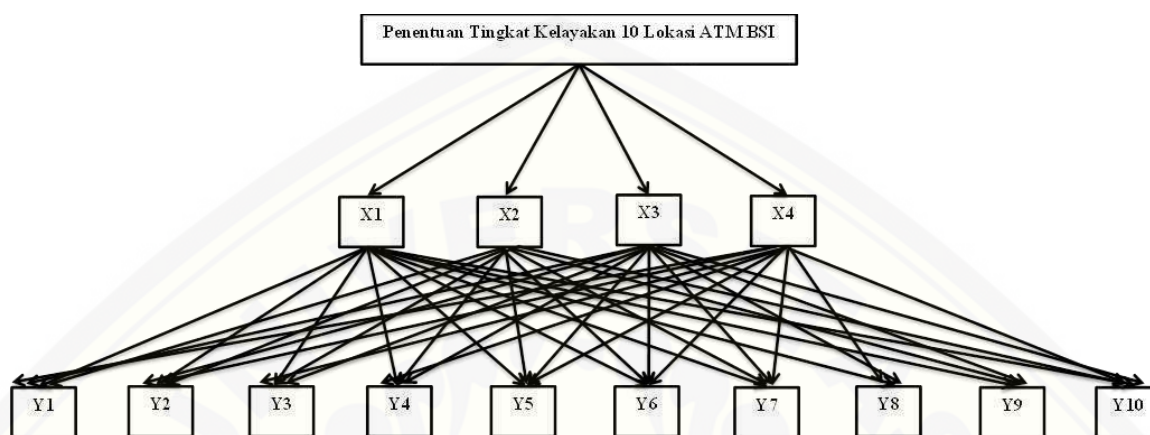 Penentuan Tingkat Kelayakan 10 Lokasi ATM BSI
X1 X2 X3 X4
Y1 Y2 Y3 Y4 Y5 Y6 Y7 Y8 Y9 Y10